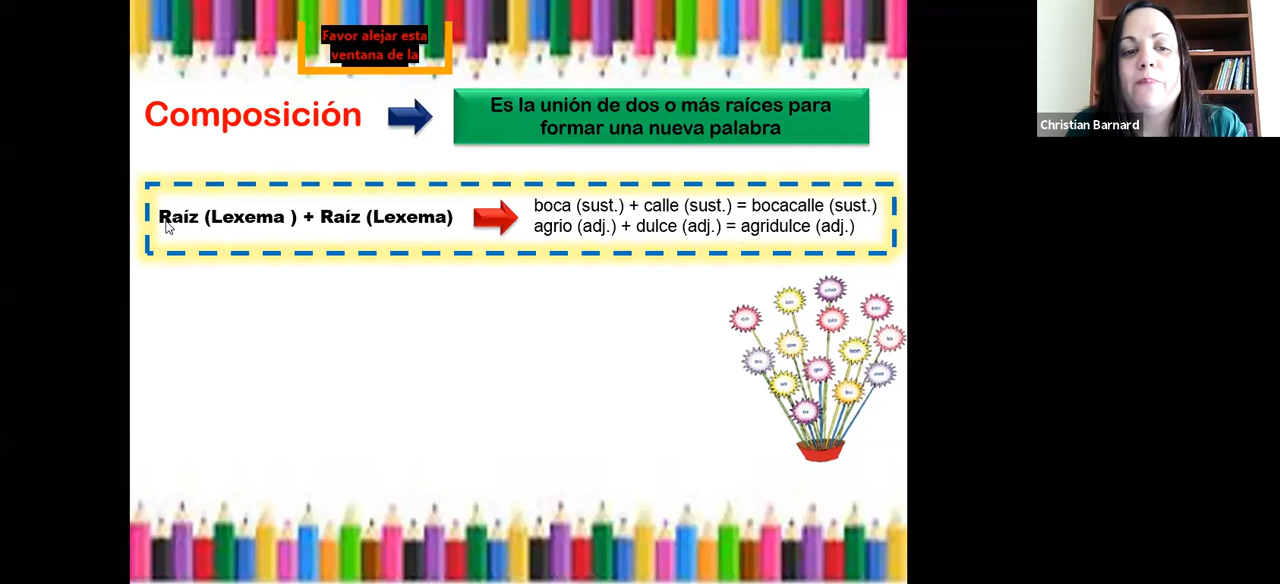 Favor alejar esta
ventana de la
Composición
Es la unión de dos o más raíces para
formar una nueva palabra
Raíz (Lexema ) + Raíz (Lexema)
boca (sust.) + calle (sust.) = bocacalle (sust.)
agrio (adj.) + dulce (adj.) = agridulce (adj.)
Christian Barnard